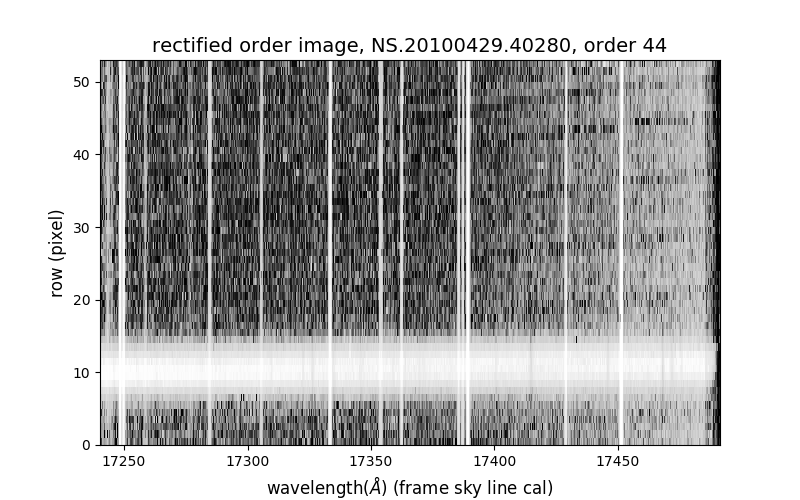 rectified order image, NS.20100429.40280, order 44
50
40
30
20
10
0
row (pixel)
17250 17300 17350 17400 17450
wavelength(Å) (frame sky line cal)